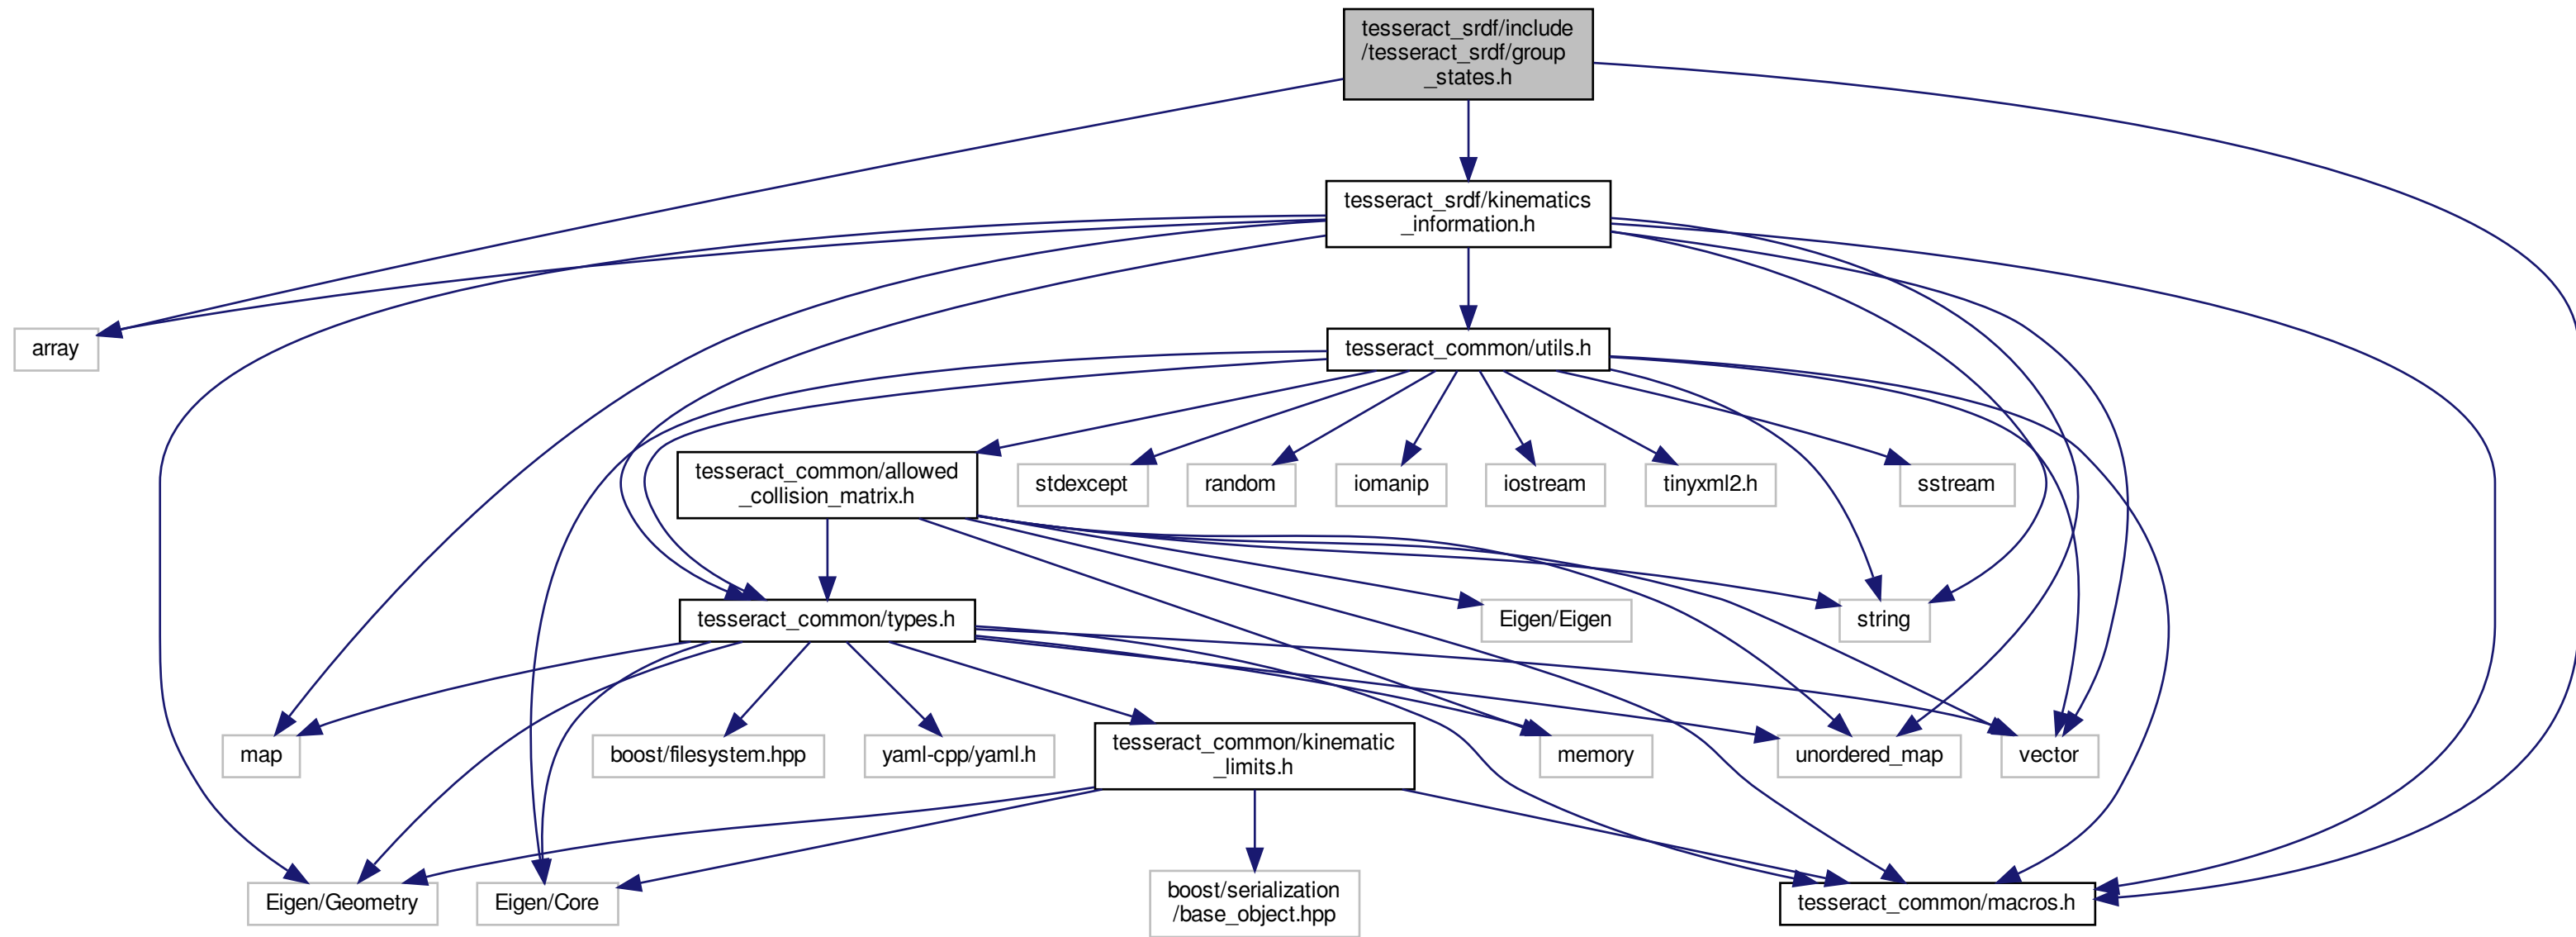 tesseract_srdf/include
/tesseract_srdf/group
_states.h
tesseract_srdf/kinematics
_information.h
array
tesseract_common/utils.h
tesseract_common/allowed
_collision_matrix.h
stdexcept
random
iomanip
iostream
tinyxml2.h
sstream
tesseract_common/types.h
Eigen/Eigen
string
map
boost/filesystem.hpp
yaml-cpp/yaml.h
tesseract_common/kinematic
_limits.h
memory
unordered_map
vector
Eigen/Geometry
Eigen/Core
boost/serialization
/base_object.hpp
tesseract_common/macros.h